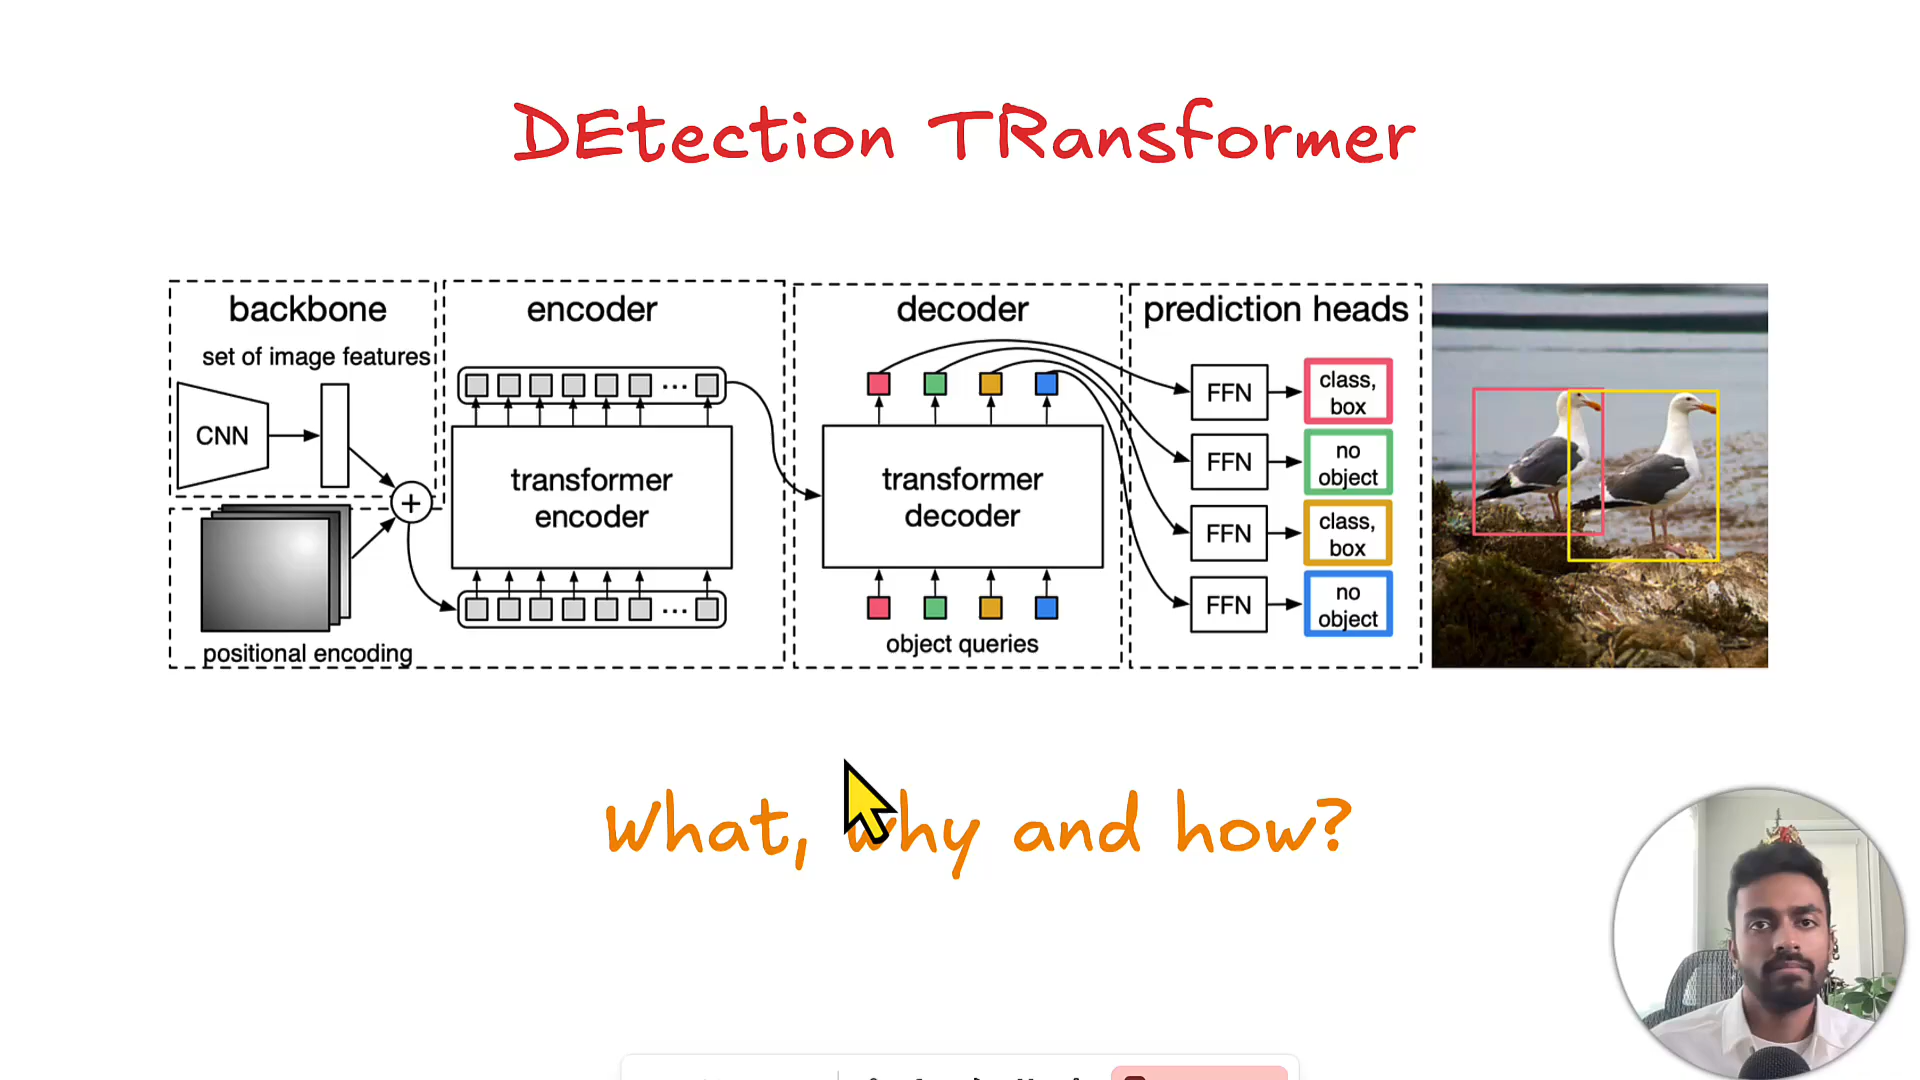 DEtection TRansformer
backbone
set of image features
CNN
+
positional encoding
encoder
...
transformer
encoder
...
decoder
transformer
decoder
object queries
prediction heads
FFN
class,
box
FFN
no
object
FFN
class,
box
FFN
no
object
What, why and how?